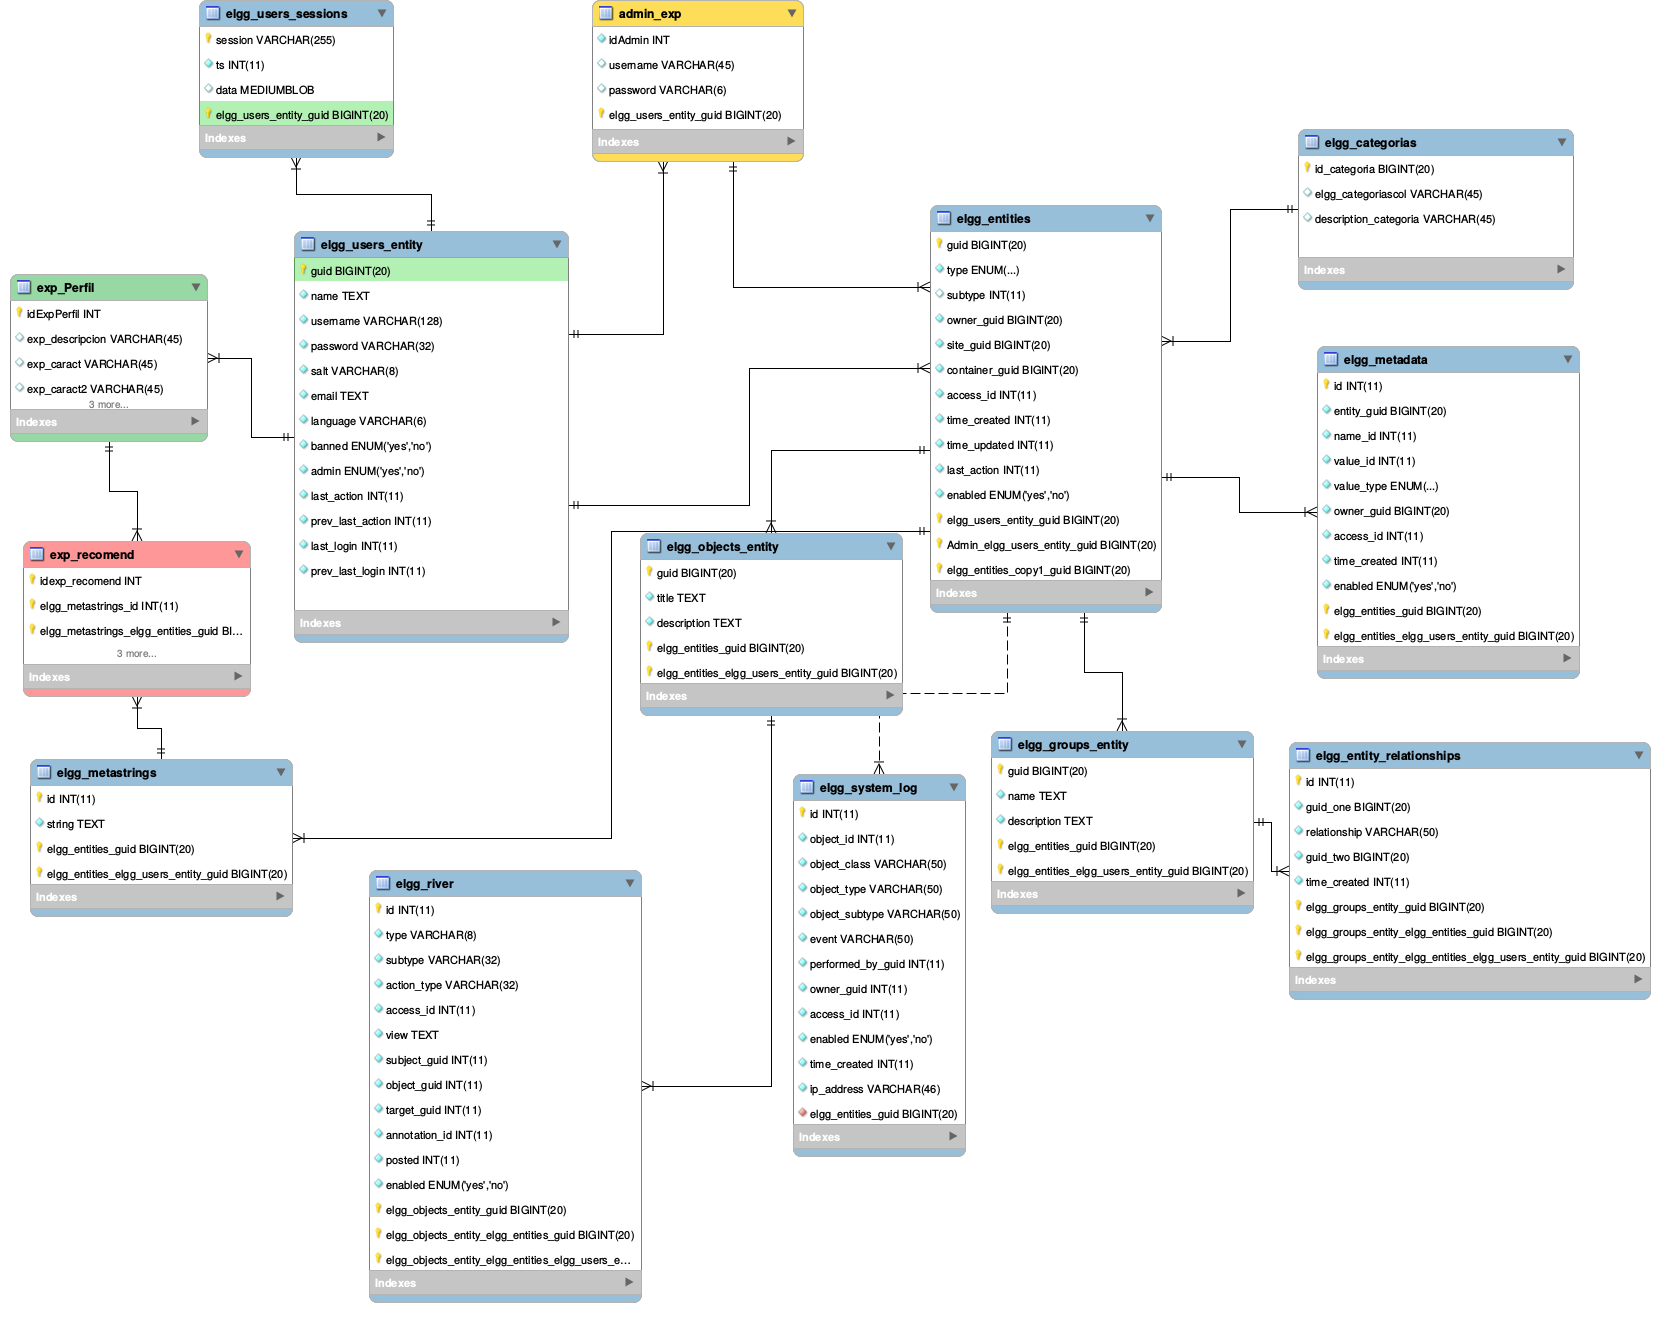 elgg_users_sessions
session VARCHAR(255)
ts INT(11)
data MEDIUMBLOB
elgg_users_entity_guid BIGINT(20)
Indexes
admin_exp
idAdmin INT
username VARCHAR(45)
password VARCHAR(6)
elgg_users_entity_guid BIGINT(20)
Indexes
elgg_categorias
id_categoria BIGINT(20)
elgg_categoriascol VARCHAR(45)
description_categoria VARCHAR(45)
Indexes
elgg_users_entity
guid BIGINT(20)
name TEXT
username VARCHAR(128)
password VARCHAR(32)
salt VARCHAR(8)
email TEXT
language VARCHAR(6)
banned ENUM('yes','no')
admin ENUM('yes','no')
last_action INT(11)
prev_last_action INT(11)
last_login INT(11)
prev_last_login INT(11)
Indexes
elgg_entities
guid BIGINT(20)
type ENUM(...)
subtype INT(11)
owner_guid BIGINT(20)
site_guid BIGINT(20)
container_guid BIGINT(20)
access_id INT(11)
time_created INT(11)
time_updated INT(11)
last_action INT(11)
enabled ENUM('yes','no')
elgg_users_entity_guid BIGINT(20)
Admin_elgg_users_entity_guid BIGINT(20)
elgg_entities_copy1_guid BIGINT(20)
Indexes
exp_Perfil
idExpPerfil INT
exp_descripcion VARCHAR(45)
exp_caract VARCHAR(45)
exp_caract2 VARCHAR(45)
3 more...
Indexes
elgg_metadata
id INT(11)
entity_guid BIGINT(20)
name_id INT(11)
value_id INT(11)
value_type ENUM(...)
owner_guid BIGINT(20)
access_id INT(11)
time_created INT(11)
enabled ENUM('yes','no')
elgg_entities_guid BIGINT(20)
elgg_entities_elgg_users_entity_guid BIGINT(20)
Indexes
exp_recomend
idexp_recomend INT
elgg_metastrings_id INT(11)
elgg_metastrings_elgg_entities_guid BI...
3 more...
Indexes
elgg_objects_entity
guid BIGINT(20)
title TEXT
description TEXT
elgg_entities_guid BIGINT(20)
elgg_entities_elgg_users_entity_guid BIGINT(20)
Indexes
elgg_metastrings
id INT(11)
string TEXT
elgg_entities_guid BIGINT(20)
elgg_entities_elgg_users_entity_guid BIGINT(20)
Indexes
elgg_groups_entity
guid BIGINT(20)
name TEXT
description TEXT
elgg_entities_guid BIGINT(20)
elgg_entities_elgg_users_entity_guid BIGINT(20)
Indexes
elgg_entity_relationships
id INT(11)
guid_one BIGINT(20)
relationship VARCHAR(50)
guid_two BIGINT(20)
time_created INT(11)
elgg_groups_entity_guid BIGINT(20)
elgg_groups_entity_elgg_entities_guid BIGINT(20)
elgg_groups_entity_elgg_entities_elgg_users_entity_guid BIGINT(20)
Indexes
elgg_system_log
id INT(11)
object_id INT(11)
object_class VARCHAR(50)
object_type VARCHAR(50)
object_subtype VARCHAR(50)
event VARCHAR(50)
performed_by_guid INT(11)
owner_guid INT(11)
access_id INT(11)
enabled ENUM('yes','no')
time_created INT(11)
ip_address VARCHAR(46)
elgg_entities_guid BIGINT(20)
Indexes
elgg_river
id INT(11)
type VARCHAR(8)
subtype VARCHAR(32)
action_type VARCHAR(32)
access_id INT(11)
view TEXT
subject_guid INT(11)
object_guid INT(11)
target_guid INT(11)
annotation_id INT(11)
posted INT(11)
enabled ENUM('yes','no')
elgg_objects_entity_guid BIGINT(20)
elgg_objects_entity_elgg_entities_guid BIGINT(20)
elgg_objects_entity_elgg_entities_elgg_users_e...
Indexes